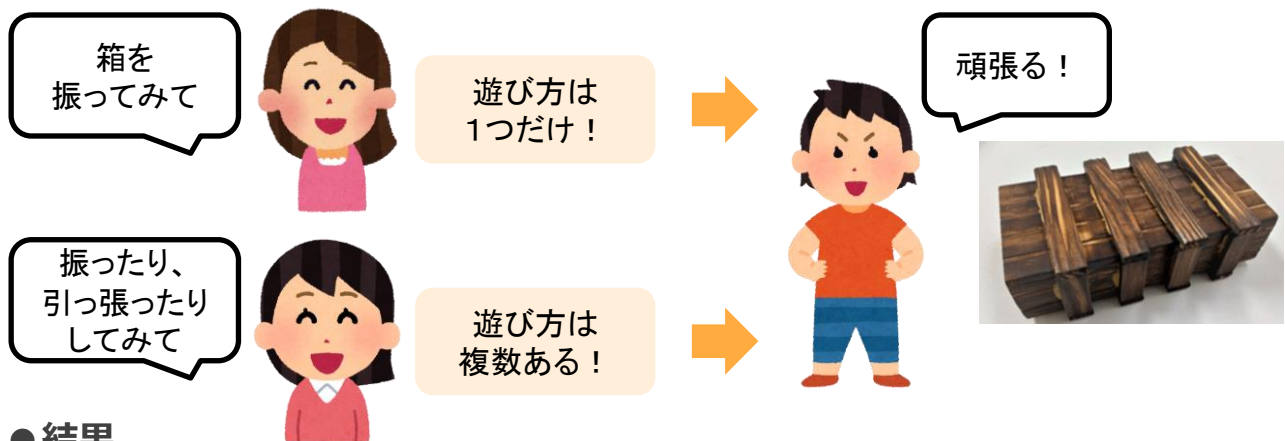 箱を
振ってみて
遊び方は
1つだけ！
頑張る！
振ったり、
引っ張ったり
してみて
遊び方は
複数ある！
●結果